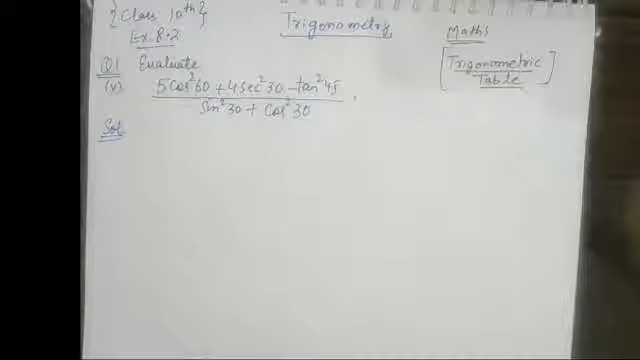 {Class 10th}
Ex. 8.2
Trigonometry
Maths
[Trigonometric
Table]
Q1 Evaluate
(v) 5cos²60 + 4sec²30 - tan²45
sin²30 + cos²30
Sol